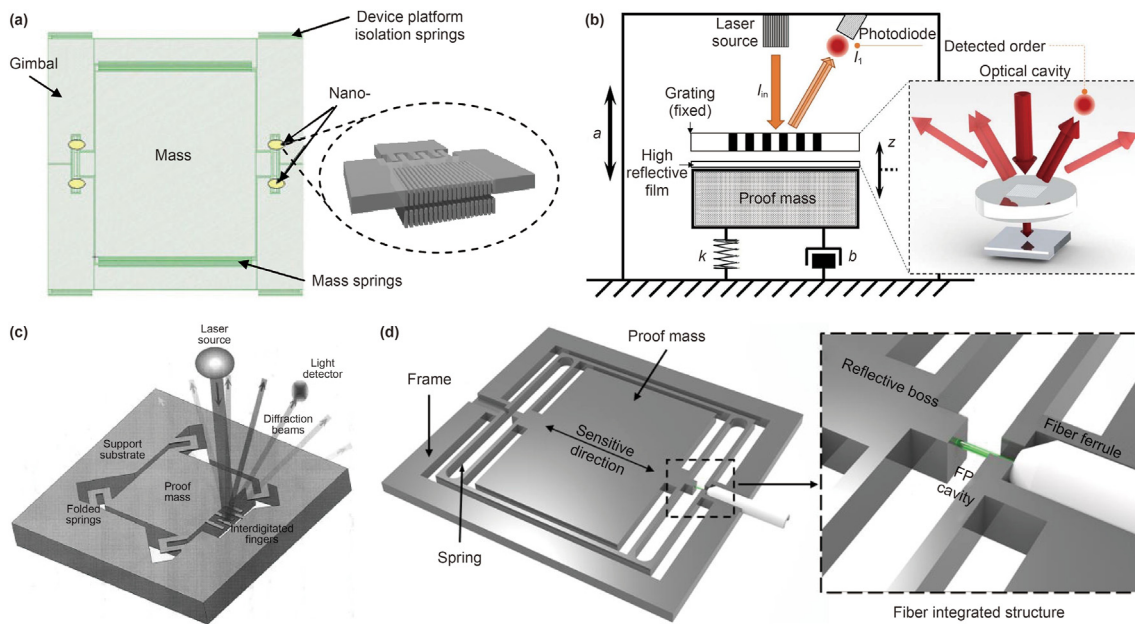 (a)
Device platform
isolation springs
Gimbal
Nano-
Mass
Mass springs
(b)
Laser
source
Photodiode
I1
Detected order
Optical cavity
Iin
Grating
(fixed)
a
z
High
reflective
film
Proof mass
k
b
(c)
Laser
source
Light
detector
Diffraction
beams
Support
substrate
Proof
mass
Folded
springs
Interdigitated
fingers
(d)
Proof mass
Frame
Sensitive
direction
Spring
Reflective boss
Fiber ferrule
FP
cavity
Fiber integrated structure